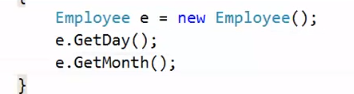 {
Employee e = new Employee();
e.GetDay();
e.GetMonth();
}